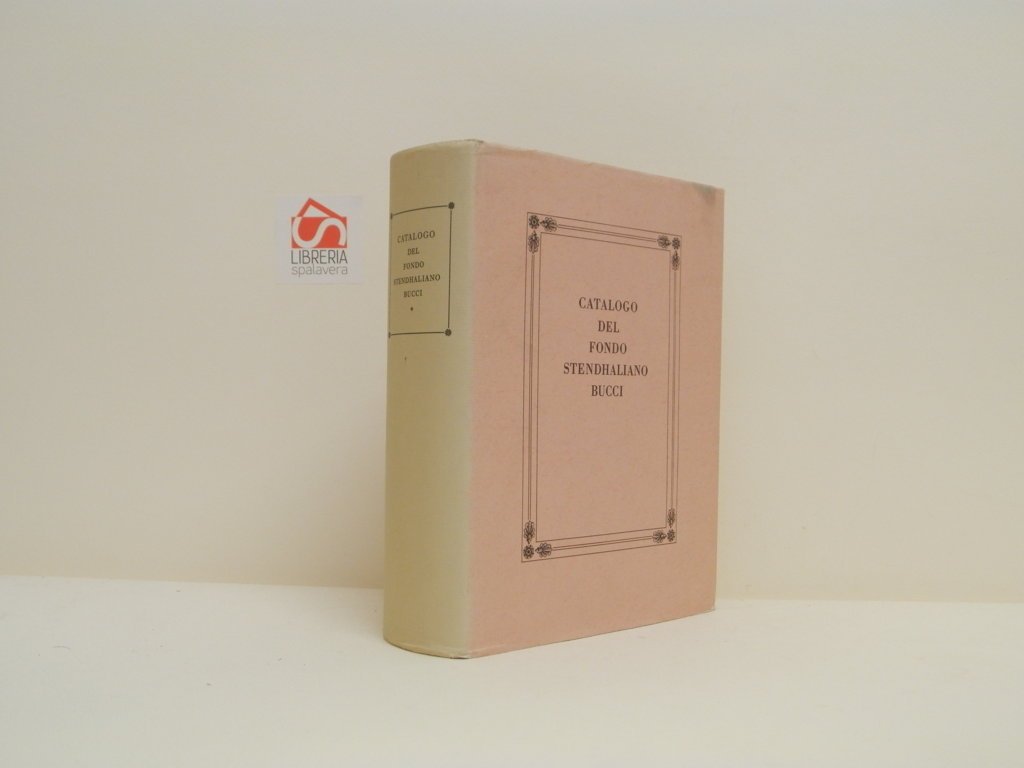 LIBRERIA
spalavera
CATALOGO
DEL
FONDO
STENDHALIANO
BUCCI
CATALOGO
DEL
FONDO
STENDHALIANO
BUCCI